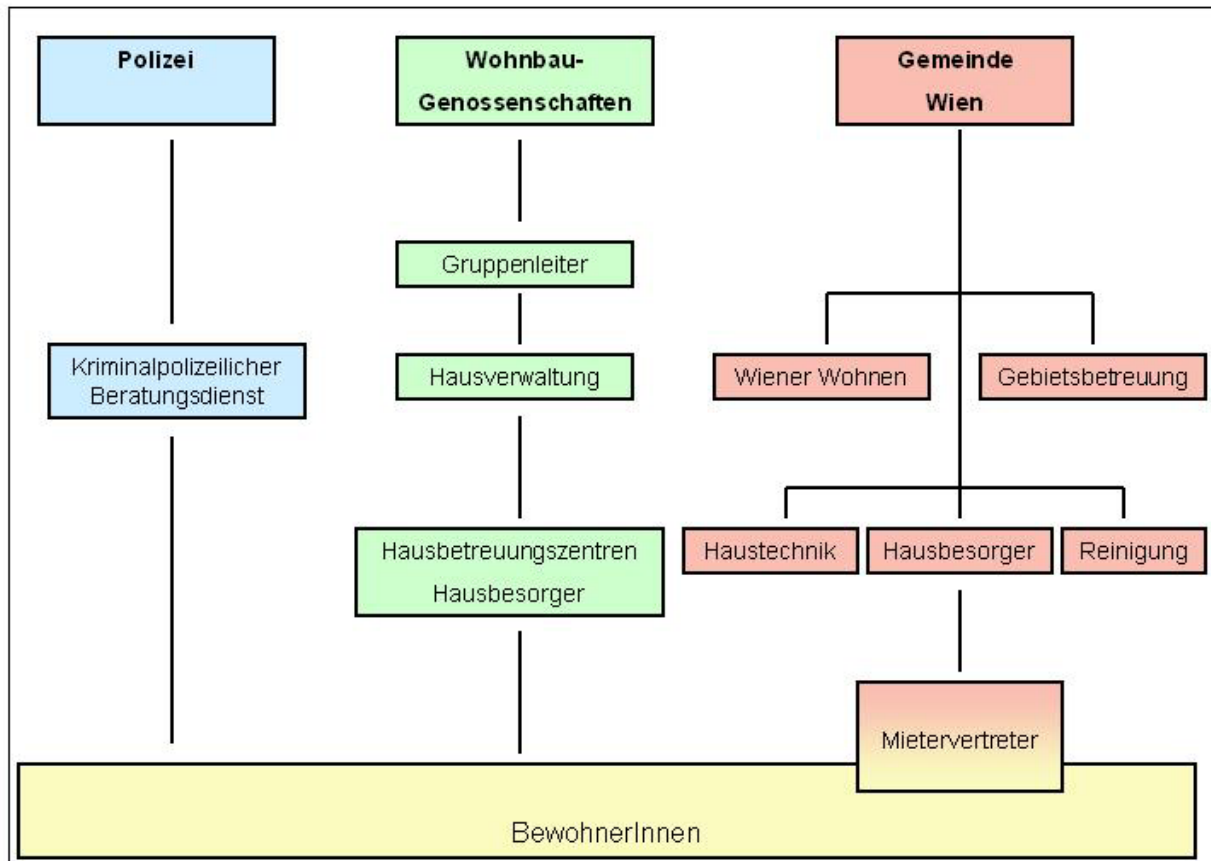 Polizei
Wohnbau-
Genossenschaften
Gemeinde
Wien
Gruppenleiter
Kriminalpolizeilicher
Beratungsdienst
Hausverwaltung
Wiener Wohnen
Gebietsbetreuung
Hausbetreuungszentren
Hausbesorger
Haustechnik
Hausbesorger
Reinigung
Mietervertreter
BewohnerInnen